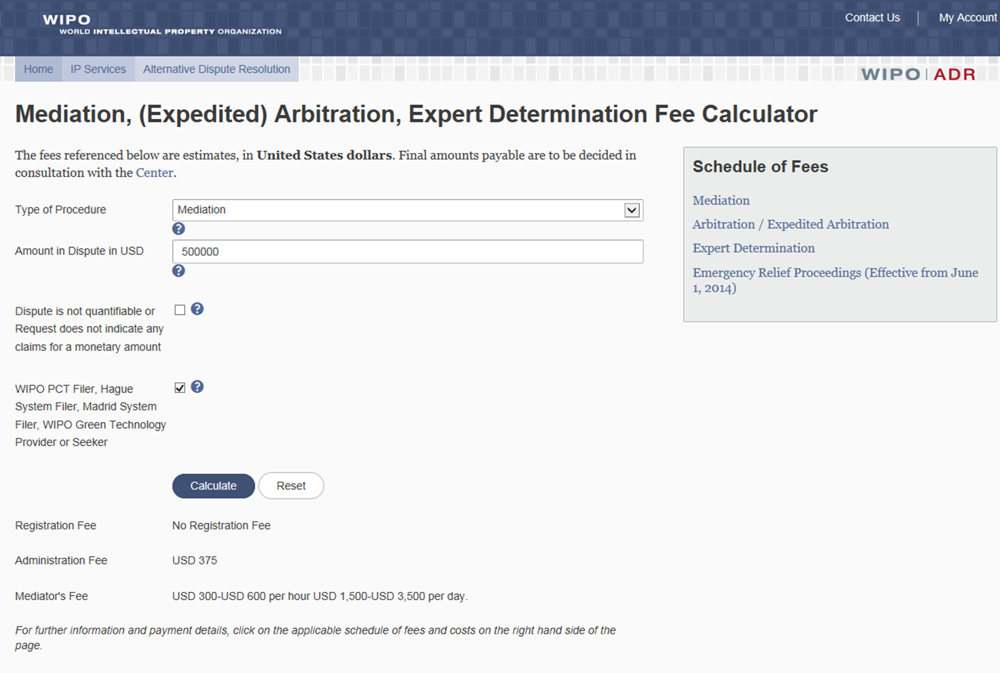 WIPO
WORLD INTELLECTUAL PROPERTY ORGANIZATION
Contact Us | My Account
Home IP Services Alternative Dispute Resolution
WIPO | ADR
Mediation, (Expedited) Arbitration, Expert Determination Fee Calculator
The fees referenced below are estimates, in United States dollars. Final amounts payable are to be decided in
consultation with the Center.
Type of Procedure Mediation
?
Amount in Dispute in USD 500000
?
Dispute is not quantifiable or ?
Request does not indicate any
claims for a monetary amount
WIPO PCT Filer, Hague ?
System Filer, Madrid System
Filer, WIPO Green Technology
Provider or Seeker
Calculate Reset
Registration Fee No Registration Fee
Administration Fee USD 375
Mediator's Fee USD 300-USD 600 per hour USD 1,500-USD 3,500 per day.
For further information and payment details, click on the applicable schedule of fees and costs on the right hand side of the
page.
Schedule of Fees
Mediation
Arbitration / Expedited Arbitration
Expert Determination
Emergency Relief Proceedings (Effective from June
1, 2014)